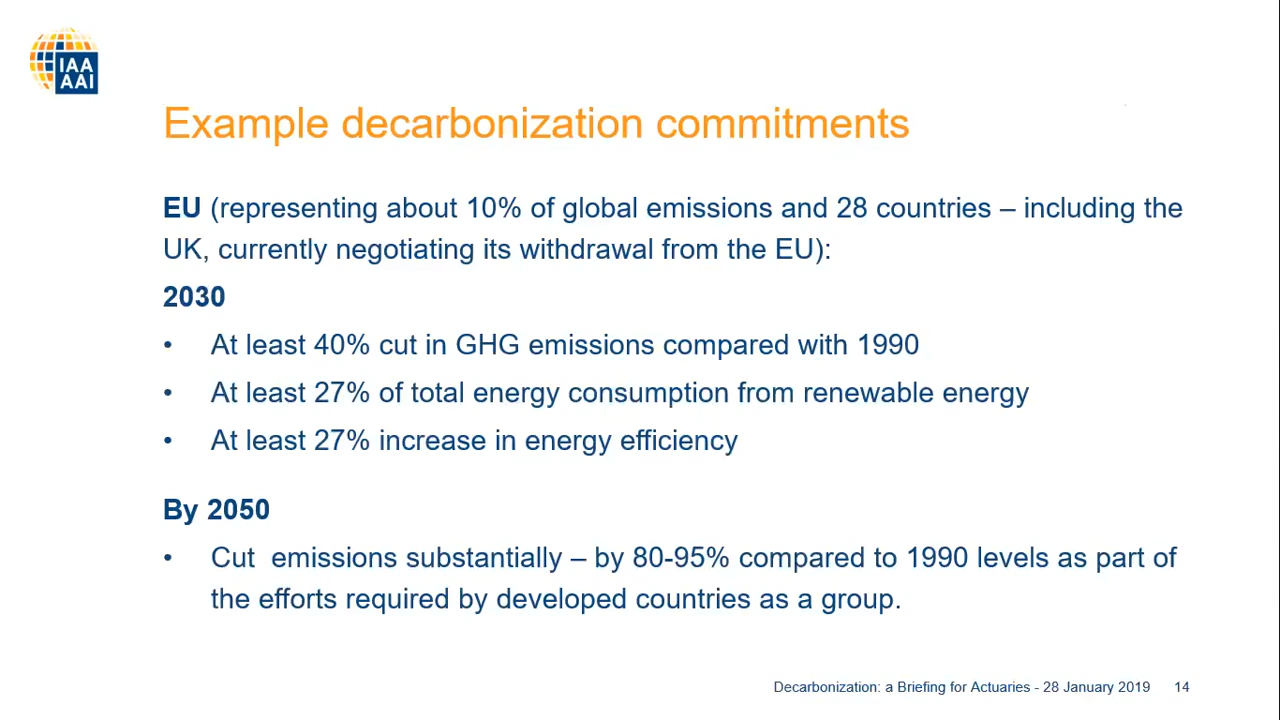 IAA
AAI
Example decarbonization commitments
EU (representing about 10% of global emissions and 28 countries – including the
UK, currently negotiating its withdrawal from the EU):
2030
• At least 40% cut in GHG emissions compared with 1990
• At least 27% of total energy consumption from renewable energy
• At least 27% increase in energy efficiency
By 2050
• Cut  emissions substantially – by 80-95% compared to 1990 levels as part of
the efforts required by developed countries as a group.
Decarbonization: a Briefing for Actuaries - 28 January 2019 14